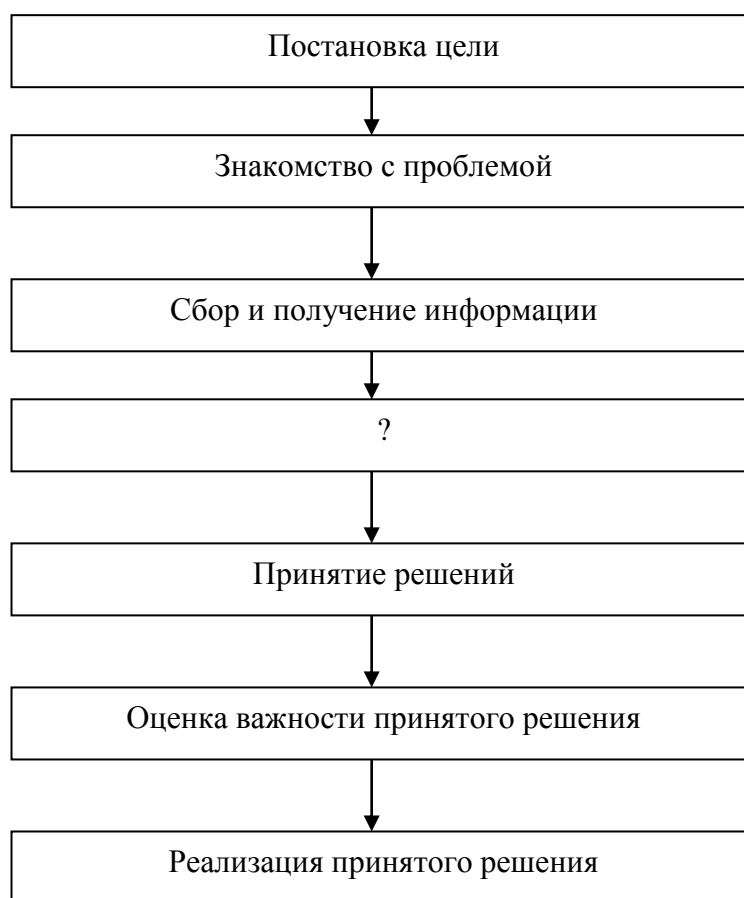 Постановка цели
Знакомство с проблемой
Сбор и получение информации
?
Принятие решений
Оценка важности принятого решения
Реализация принятого решения